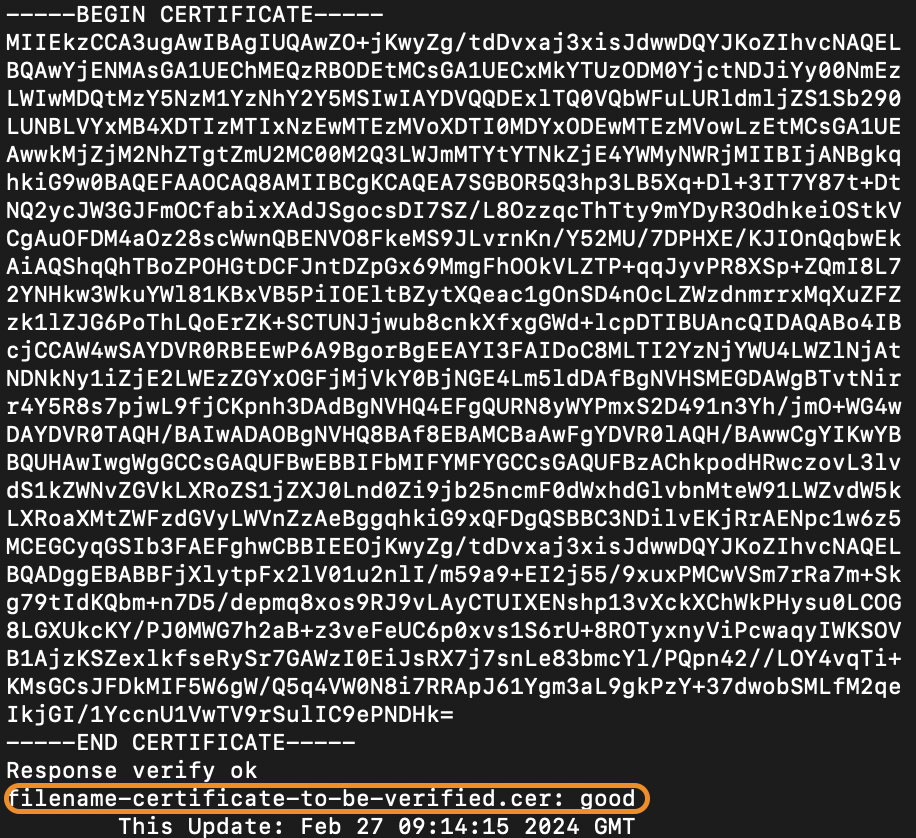 -----BEGIN CERTIFICATE-----
MIIEkzCCA3ugAwIBAgIUQAwZO+jKwyZg/tdDvxaj3xisJdwwDQYJKoZIhvcNAQEL
BQAwYjENMAsGA1UEChMEQzRBODEtMCsGA1UECxMkYTUzODM0YjctNDJiYy00NmEz
LWIwMDQtMzY5NzM1YzNhY2Y5MSIwIAYDVQQDExlTQ0VQbWFuLURldmljZS1Sb290
LUNBLVYxMB4XDTIzMTIxNzEwMTEzMVoXDTI0MDYxODEwMTEzMVowLzEtMCsGA1UE
AwwkMjZjM2NhZTgtZmU2MC00M2Q3LWJmMTYtYTNkZjE4YWMyNWRjMIIBIjANBgkq
hkiG9w0BAQEFAAOCAQ8AMIIBCgKCAQEA7SGBOR5Q3hp3LB5Xq+Dl+3IT7Y87t+Dt
NQ2ycJW3GJFmOCfabixXAdJSgocsDI7SZ/L8OzzqcThTty9mYDyR3OdhkeiOStkV
CgAuOFDM4aOz28scWwnQBENVO8FkeMS9JLvrnKn/Y52MU/7DPHXE/KJIOnQqbwEk
AiAQShqQhTBoZPOHGtDCFJntDZpGx69MmgFhOOkVLZTP+qqJyvPR8XSp+ZQmI8L7
2YNHkw3WkuYWl81KBxVB5PiIOEltBZytXQeac1gOnSD4nOcLZWzdnmrrxMqXuZFZ
zk1lZJG6PoThLQoErZK+SCTUNJjwub8cnkXfxgGWd+lcpDTIBUAncQIDAQABo4IB
cjCCAW4wSAYDVR0RBEEwP6A9BgorBgEEAYI3FAIDoC8MLTI2YzNjYWU4LWZlNjAt
NDNkNy1iZjE2LWEzZGYxOGFjMjVkY0BjNGE4Lm5ldDAfBgNVHSMEGDAWgBTvtNir
r4Y5R8s7pjwL9fjCKpnh3DAdBgNVHQ4EFgQURN8yWYPmxS2D491n3Yh/jmO+WG4w
DAYDVR0TAQH/BAIwADAOBgNVHQ8BAf8EBAMCBaAwFgYDVR0lAQH/BAwwCgYIKwYB
BQUHAwIwgWgGCCsGAQUFBwEBBIFbMIFYMFYGCCsGAQUFBzAChkpodHRwczovL3lv
dS1kZWNvZGVkLXRoZS1jZXJ0Lnd0Zi9jb25ncmF0dWxhdGlvbnMteW91LWZvdW5k
LXRoaXMtZWFzdGVyLWVnZzAeBggqhkiG9xQFDgQSBBC3NDilvEKjRrAENpc1w6z5
MCEGCyqGSIb3FAEFghwCBBIEEOjKwyZg/tdDvxaj3xisJdwwDQYJKoZIhvcNAQEL
BQADggEBABBFjXlytpFx2lV01u2nlI/m59a9+EI2j55/9xuxPMCwVSm7rRa7m+Sk
g79tIdKQbm+n7D5/depmq8xos9RJ9vLAyCTUIXENshp13vXckXChWkPHysu0LCOG
8LGXUkcKY/PJ0MWG7h2aB+z3veFeUC6p0xvs1S6rU+8ROTyxnyViPcwaqyIWKSOV
B1AjzKSZexlkfseRySr7GAWzI0EiJsRX7j7snLe83bmcYl/PQpn42//LOY4vqTi+
KMsGCsJFDkMIF5W6gW/Q5q4VW0N8i7RRApJ61Ygm3aL9gkPzY+37dwobSMLfM2qe
IkjGI/1YccnU1VwTV9rSulIC9ePNDHk=
-----END CERTIFICATE-----
Response verify ok
filename-certificate-to-be-verified.cer: good
This Update: Feb 27 09:14:15 2024 GMT